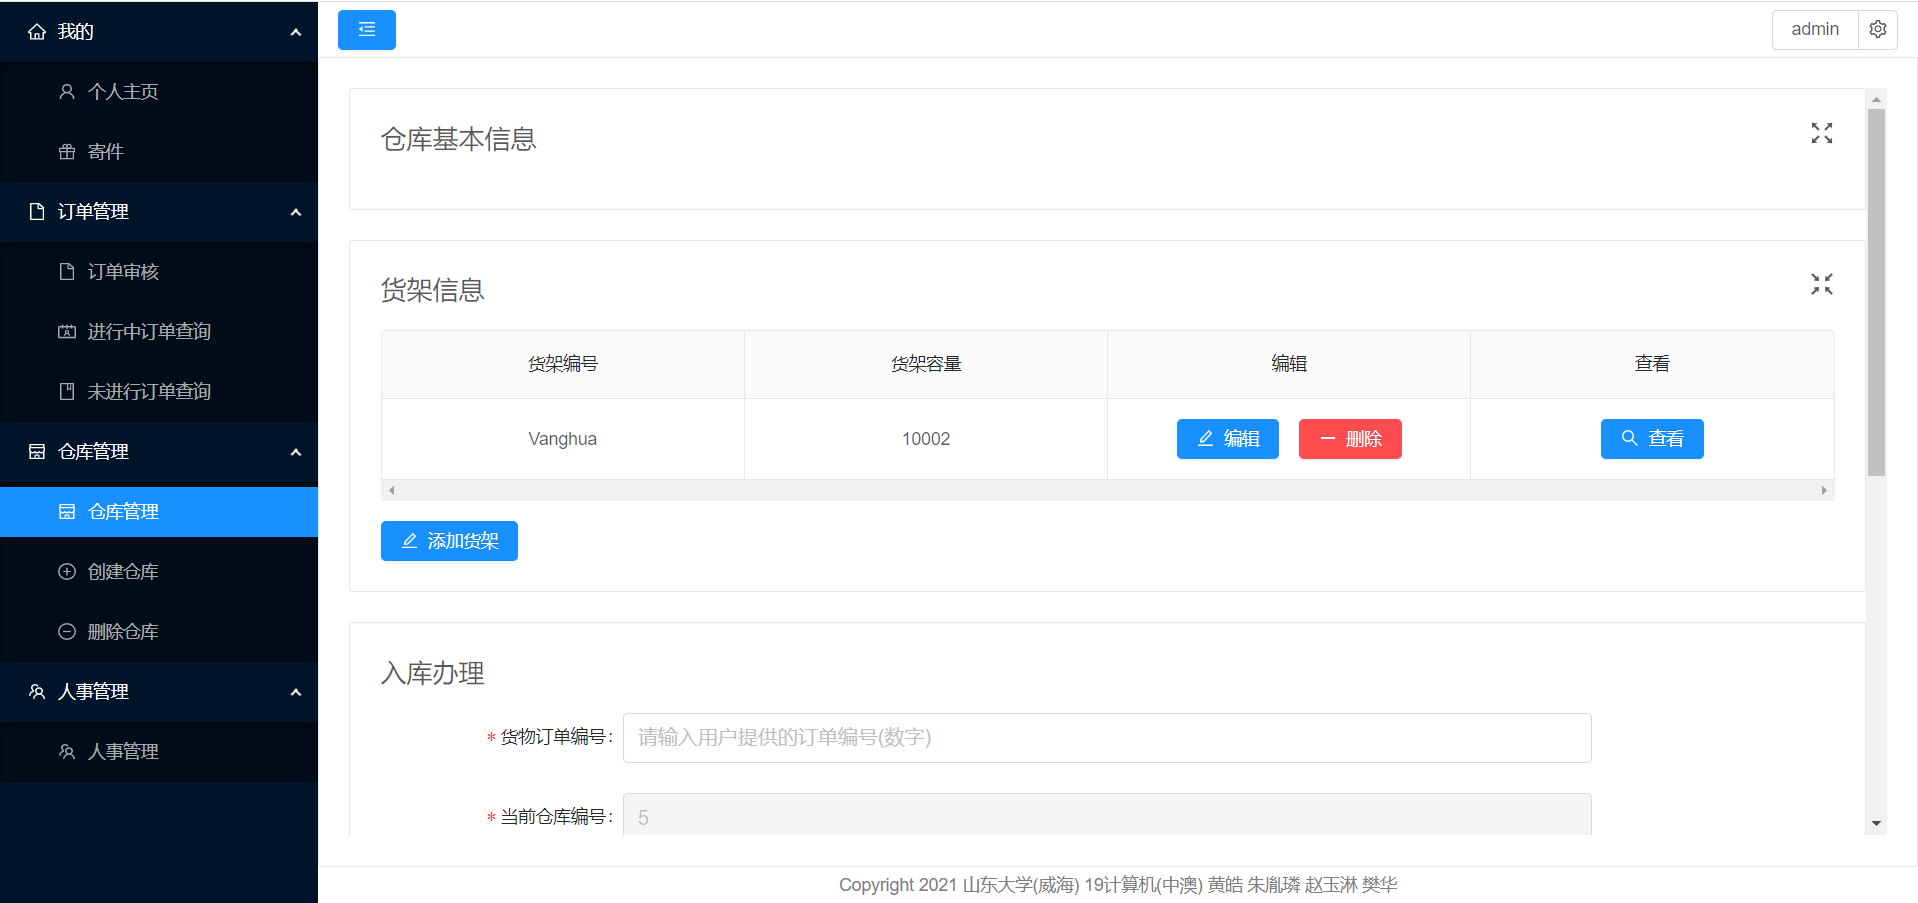 我的
个人主页
寄件
订单管理
订单审核
进行中订单查询
未进行订单查询
仓库管理
仓库管理
创建仓库
删除仓库
人事管理
人事管理
admin
仓库基本信息
货架信息
货架编号 货架容量 编辑 查看
Vanghua 10002 编辑 删除 查看
添加货架
入库办理
* 货物订单编号: 请输入用户提供的订单编号(数字)
* 当前仓库编号: 5
Copyright 2021 山东大学(威海) 19计算机(中澳) 黄皓 朱胤璘 赵玉淋 樊华